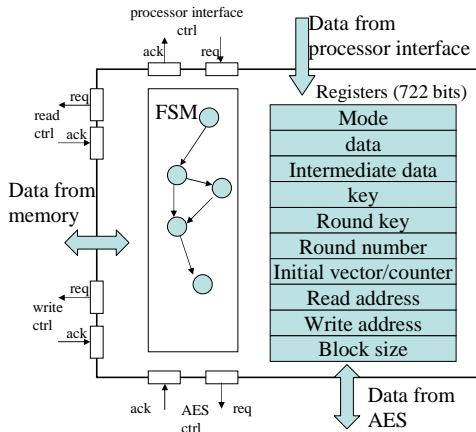 processor interface
ctrl
ack
req
Data from
processor interface
Registers (722 bits)
FSM
Mode
data
Intermediate data
key
Round key
Round number
Initial vector/counter
Read address
Write address
Block size
req
read
ctrl
ack
Data from
memory
req
write
ctrl
ack
ack
AES
ctrl
req
Data from
AES